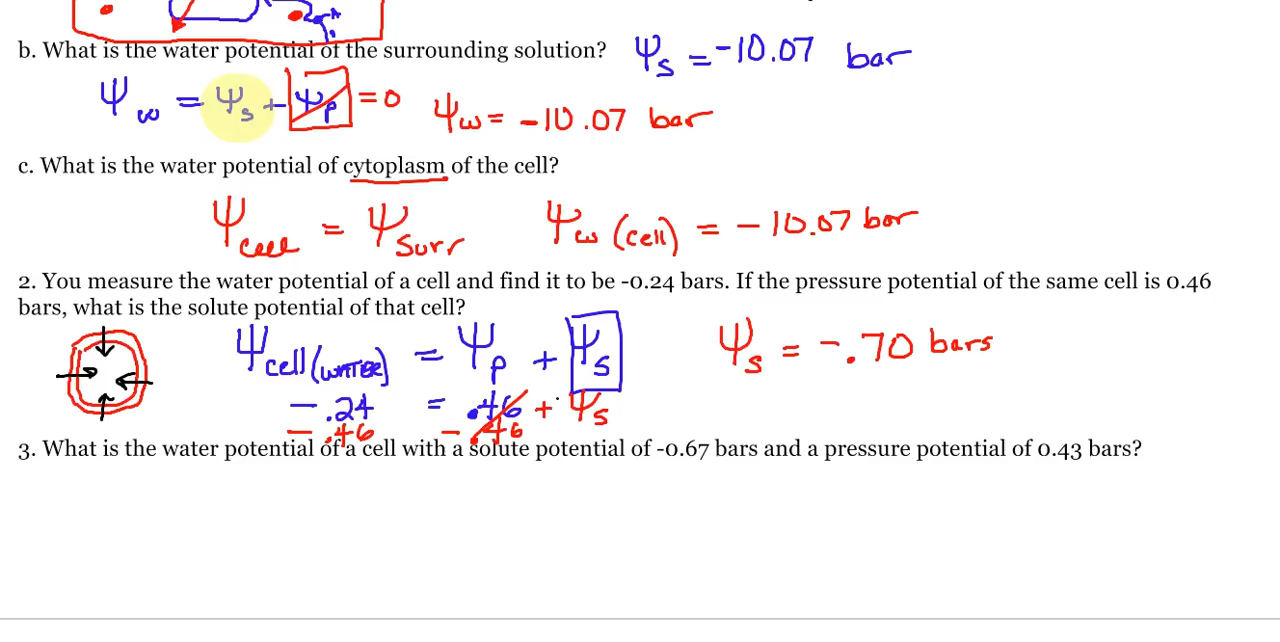 b. What is the water potential of the surrounding solution? Ψs = -10.07 bar
Ψw = Ψs + Ψp = 0 Ψw = -10.07 bar
c. What is the water potential of cytoplasm of the cell?
Ψcell = Ψsurr Ψw (cell) = -10.07 bar
2. You measure the water potential of a cell and find it to be -0.24 bars. If the pressure potential of the same cell is 0.46
bars, what is the solute potential of that cell?
Ψcell (WATER) = Ψp + Ψs Ψs = -.70 bars
-.24 = .46 + Ψs
-.46 -.46
3. What is the water potential of a cell with a solute potential of -0.67 bars and a pressure potential of 0.43 bars?